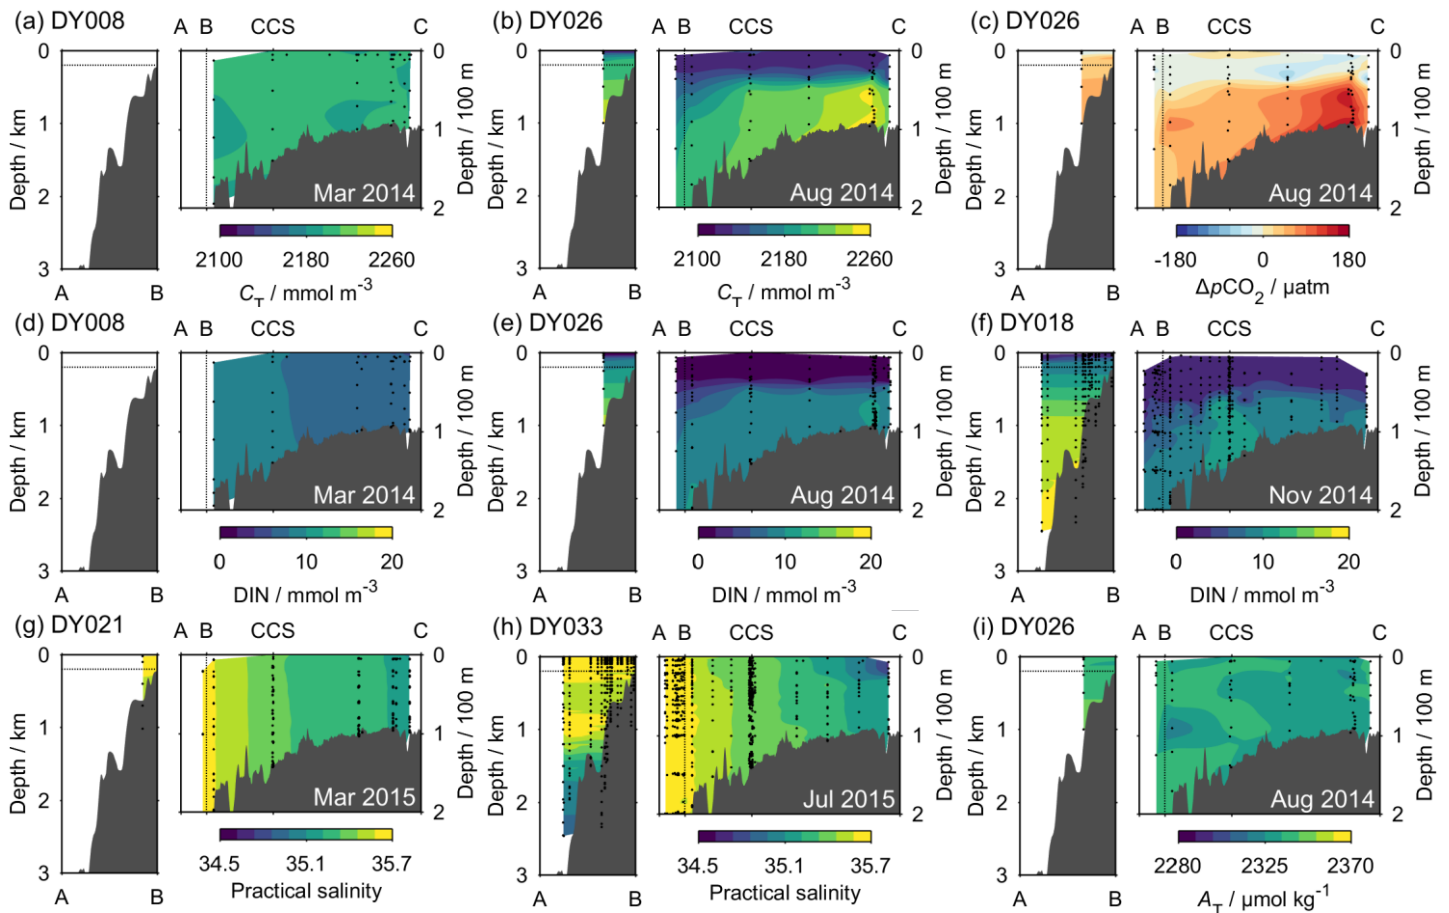 (a) DY008 A B CCS C
0 1 2 3
Depth / km
A B
0 1 2
Depth / 100 m
Mar 2014
2100 2180 2260
C_T / mmol m⁻³
(b) DY026 A B CCS C
0 1 2 3
Depth / km
A B
0 1 2
Depth / 100 m
Aug 2014
2100 2180 2260
C_T / mmol m⁻³
(c) DY026 A B CCS C
0 1 2 3
Depth / km
A B
0 1 2
Depth / 100 m
Aug 2014
-180 0 180
ΔpCO₂ / µatm
(d) DY008 A B CCS C
0 1 2 3
Depth / km
A B
0 1 2
Depth / 100 m
Mar 2014
0 10 20
DIN / mmol m⁻³
(e) DY026 A B CCS C
0 1 2 3
Depth / km
A B
0 1 2
Depth / 100 m
Aug 2014
0 10 20
DIN / mmol m⁻³
(f) DY018 A B CCS C
0 1 2 3
Depth / km
A B
0 1 2
Depth / 100 m
Nov 2014
0 10 20
DIN / mmol m⁻³
(g) DY021 A B CCS C
0 1 2 3
Depth / km
A B
0 1 2
Depth / 100 m
Mar 2015
34.5 35.1 35.7
Practical salinity
(h) DY033 A B CCS C
0 1 2 3
Depth / km
A B
0 1 2
Depth / 100 m
Jul 2015
34.5 35.1 35.7
Practical salinity
(i) DY026 A B CCS C
0 1 2 3
Depth / km
A B
0 1 2
Depth / 100 m
Aug 2014
2280 2325 2370
A_T / µmol kg⁻¹